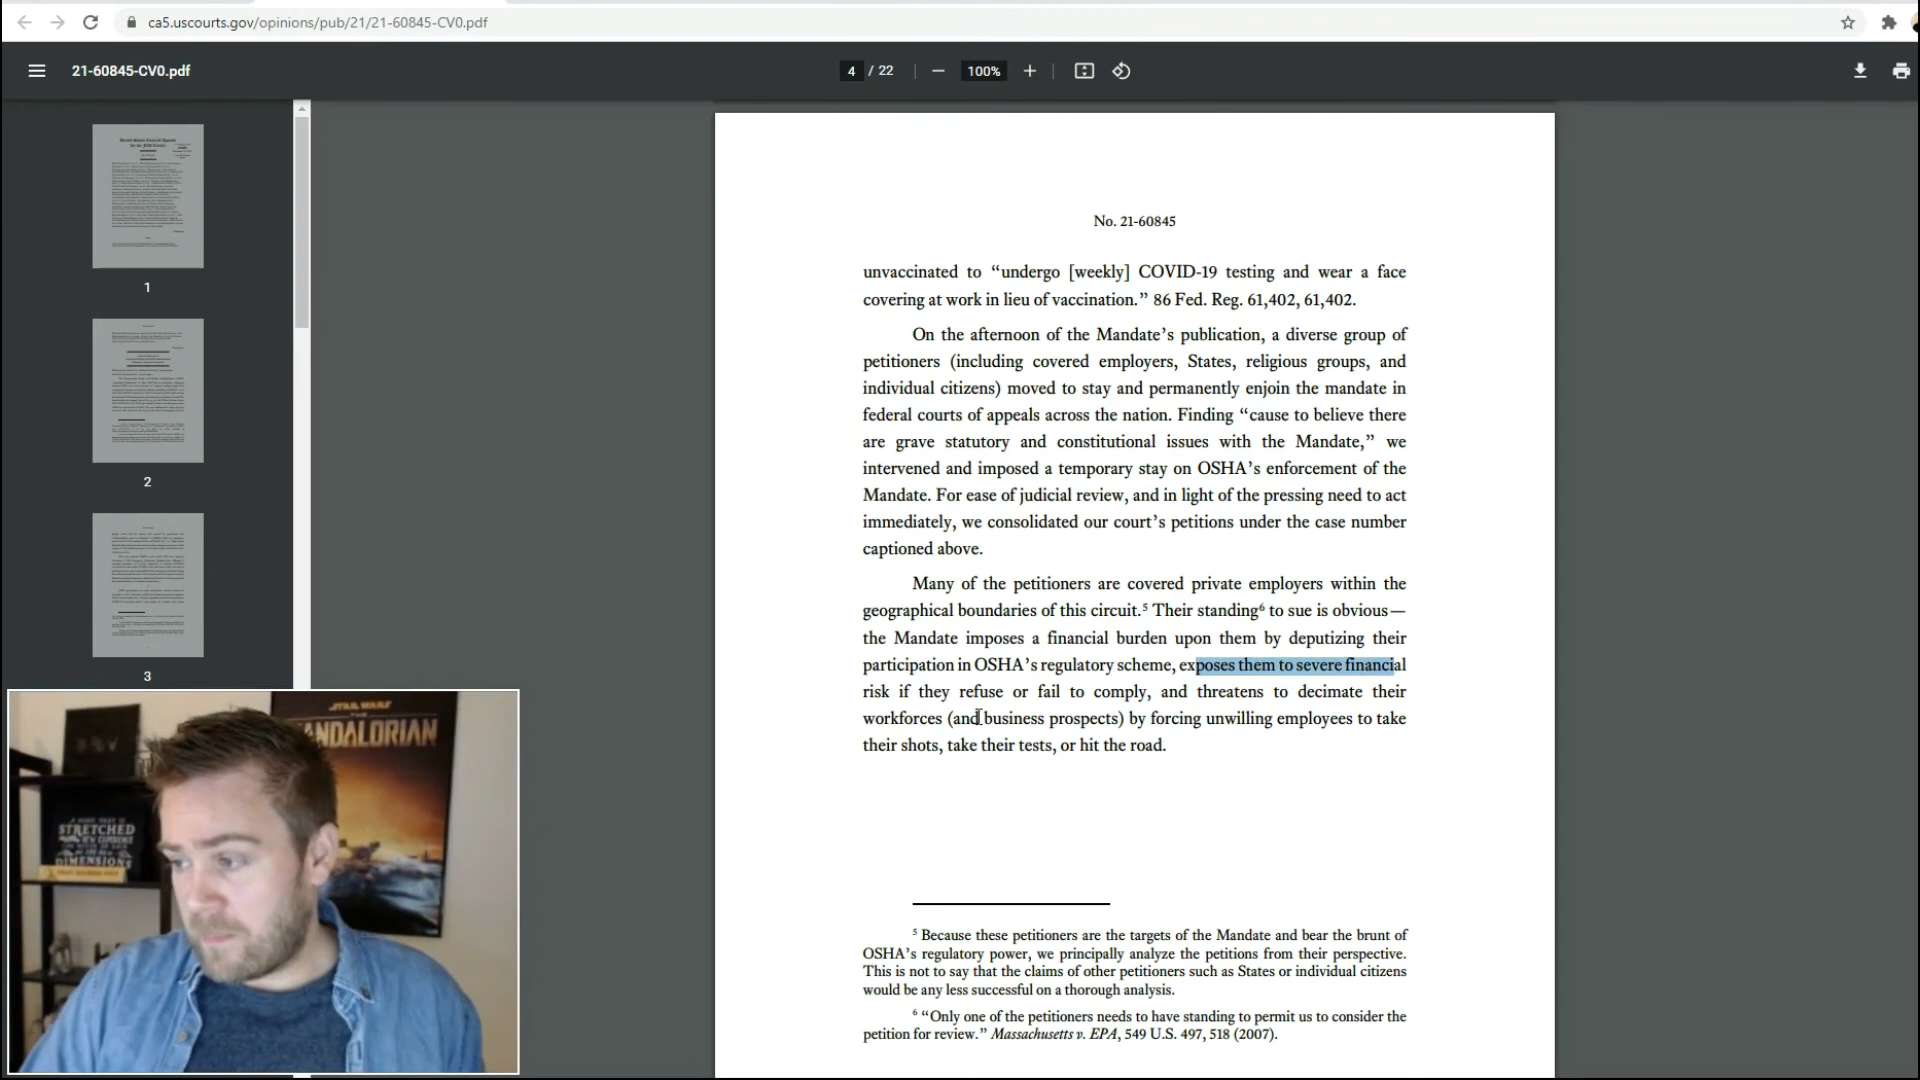 ca5.uscourts.gov/opinions/pub/21/21-60845-CV0.pdf
21-60845-CV0.pdf
4 / 22
100%
1
2
3
No. 21-60845
unvaccinated to “undergo [weekly] COVID-19 testing and wear a face
covering at work in lieu of vaccination.” 86 Fed. Reg. 61,402, 61,402.
On the afternoon of the Mandate’s publication, a diverse group of
petitioners (including covered employers, States, religious groups, and
individual citizens) moved to stay and permanently enjoin the mandate in
federal courts of appeals across the nation. Finding “cause to believe there
are grave statutory and constitutional issues with the Mandate,” we
intervened and imposed a temporary stay on OSHA’s enforcement of the
Mandate. For ease of judicial review, and in light of the pressing need to act
immediately, we consolidated our court’s petitions under the case number
captioned above.
Many of the petitioners are covered private employers within the
geographical boundaries of this circuit.⁵ Their standing⁶ to sue is obvious—
the Mandate imposes a financial burden upon them by deputizing their
participation in OSHA’s regulatory scheme, exposes them to severe financial
risk if they refuse or fail to comply, and threatens to decimate their
workforces (and business prospects) by forcing unwilling employees to take
their shots, take their tests, or hit the road.
⁵ Because these petitioners are the targets of the Mandate and bear the brunt of
OSHA’s regulatory power, we principally analyze the petitions from their perspective.
This is not to say that the claims of other petitioners such as States or individual citizens
would be any less successful on a thorough analysis.
⁶ “Only one of the petitioners needs to have standing to permit us to consider the
petition for review.” Massachusetts v. EPA, 549 U.S. 497, 518 (2007).
STAR WARS
MANDALORIAN
STRETCHED
DIMENSIONS